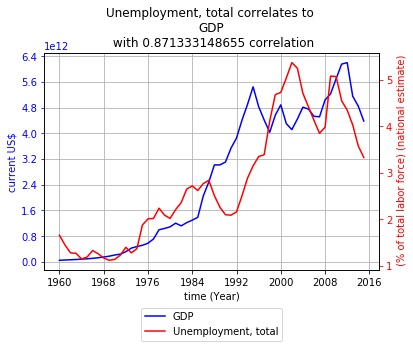 Unemployment, total correlates to
GDP
with 0.871333148655 correlation
1e12
6.4
5.6
4.8
4.0
3.2
2.4
1.6
0.8
0.0
current US$
5
4
3
2
1
(% of total labor force) (national estimate)
1960 1968 1976 1984 1992 2000 2008 2016
time (Year)
GDP
Unemployment, total